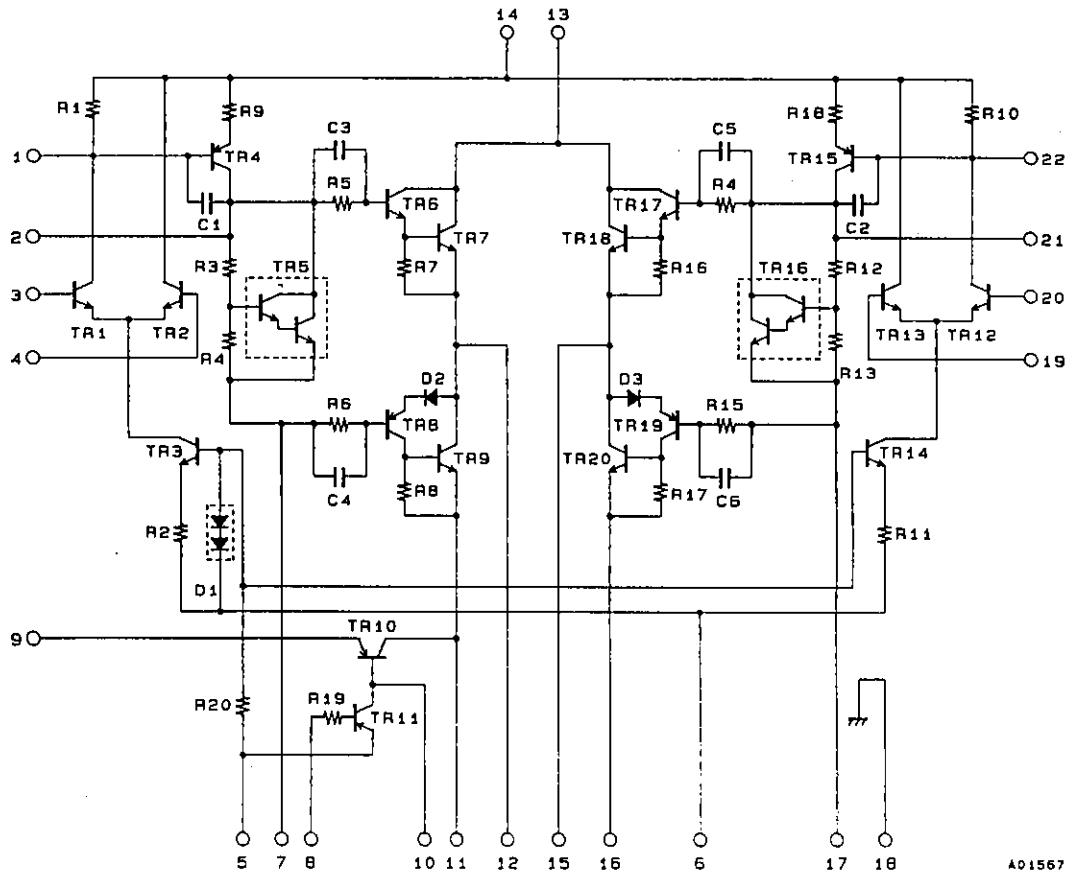 14 13
R1 R9 R18 R10
C3 C5
1 TR4 TR15 22
R5 R4
C1 TR6 TR17 C2
2 TR7 TR18 21
R3 TR5 R7 R16 TR16 R12
3 20
TR1 TR2 TR13 TR12
4 R4 R13 19
D2 D3
R6 TR8 TR19 R15
TR3 TR9 TR20 TR14
C4 R8 R17 C6
R2 R11
D1
9 TR10
R20 R19 TR11
5 7 8 10 11 12 15 16 6 17 18
A01567